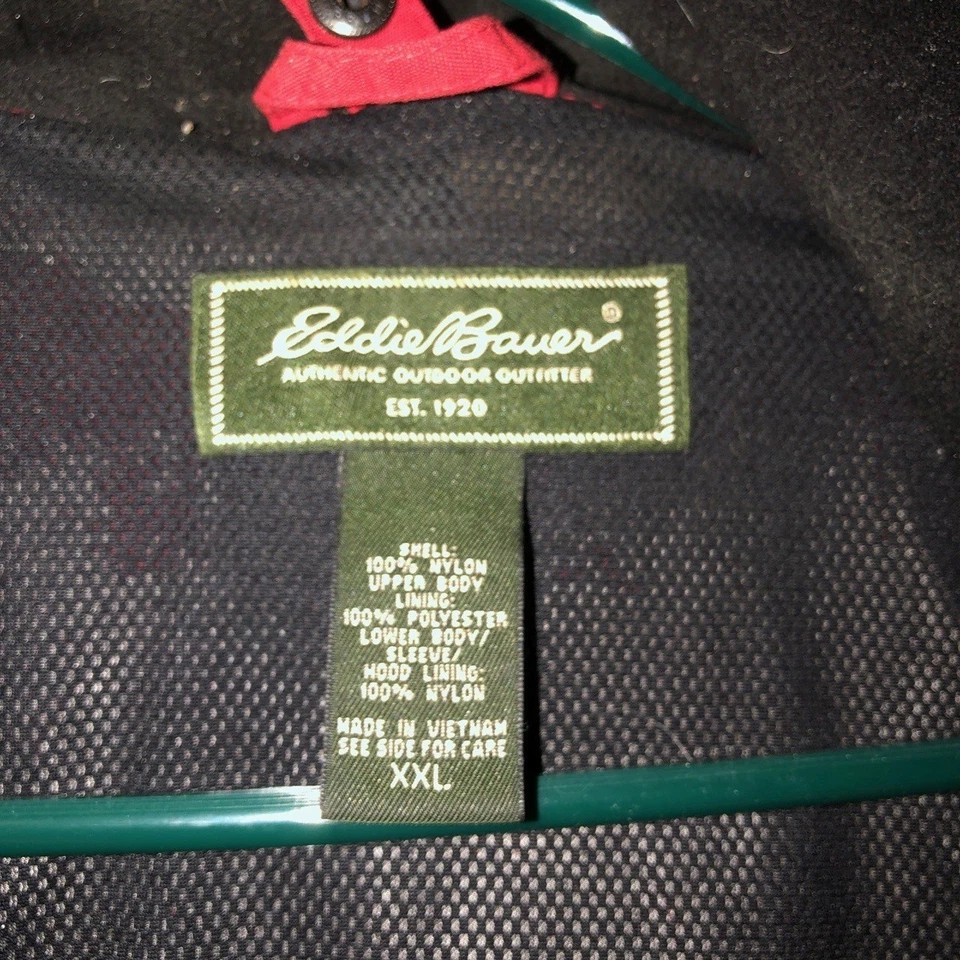 Eddie Bauer®
AUTHENTIC OUTDOOR OUTFITTER
EST. 1920
SHELL:
100% NYLON
UPPER BODY
LINING:
100% POLYESTER
LOWER BODY/
SLEEVE/
HOOD LINING:
100% NYLON
MADE IN VIETNAM
SEE SIDE FOR CARE
XXL